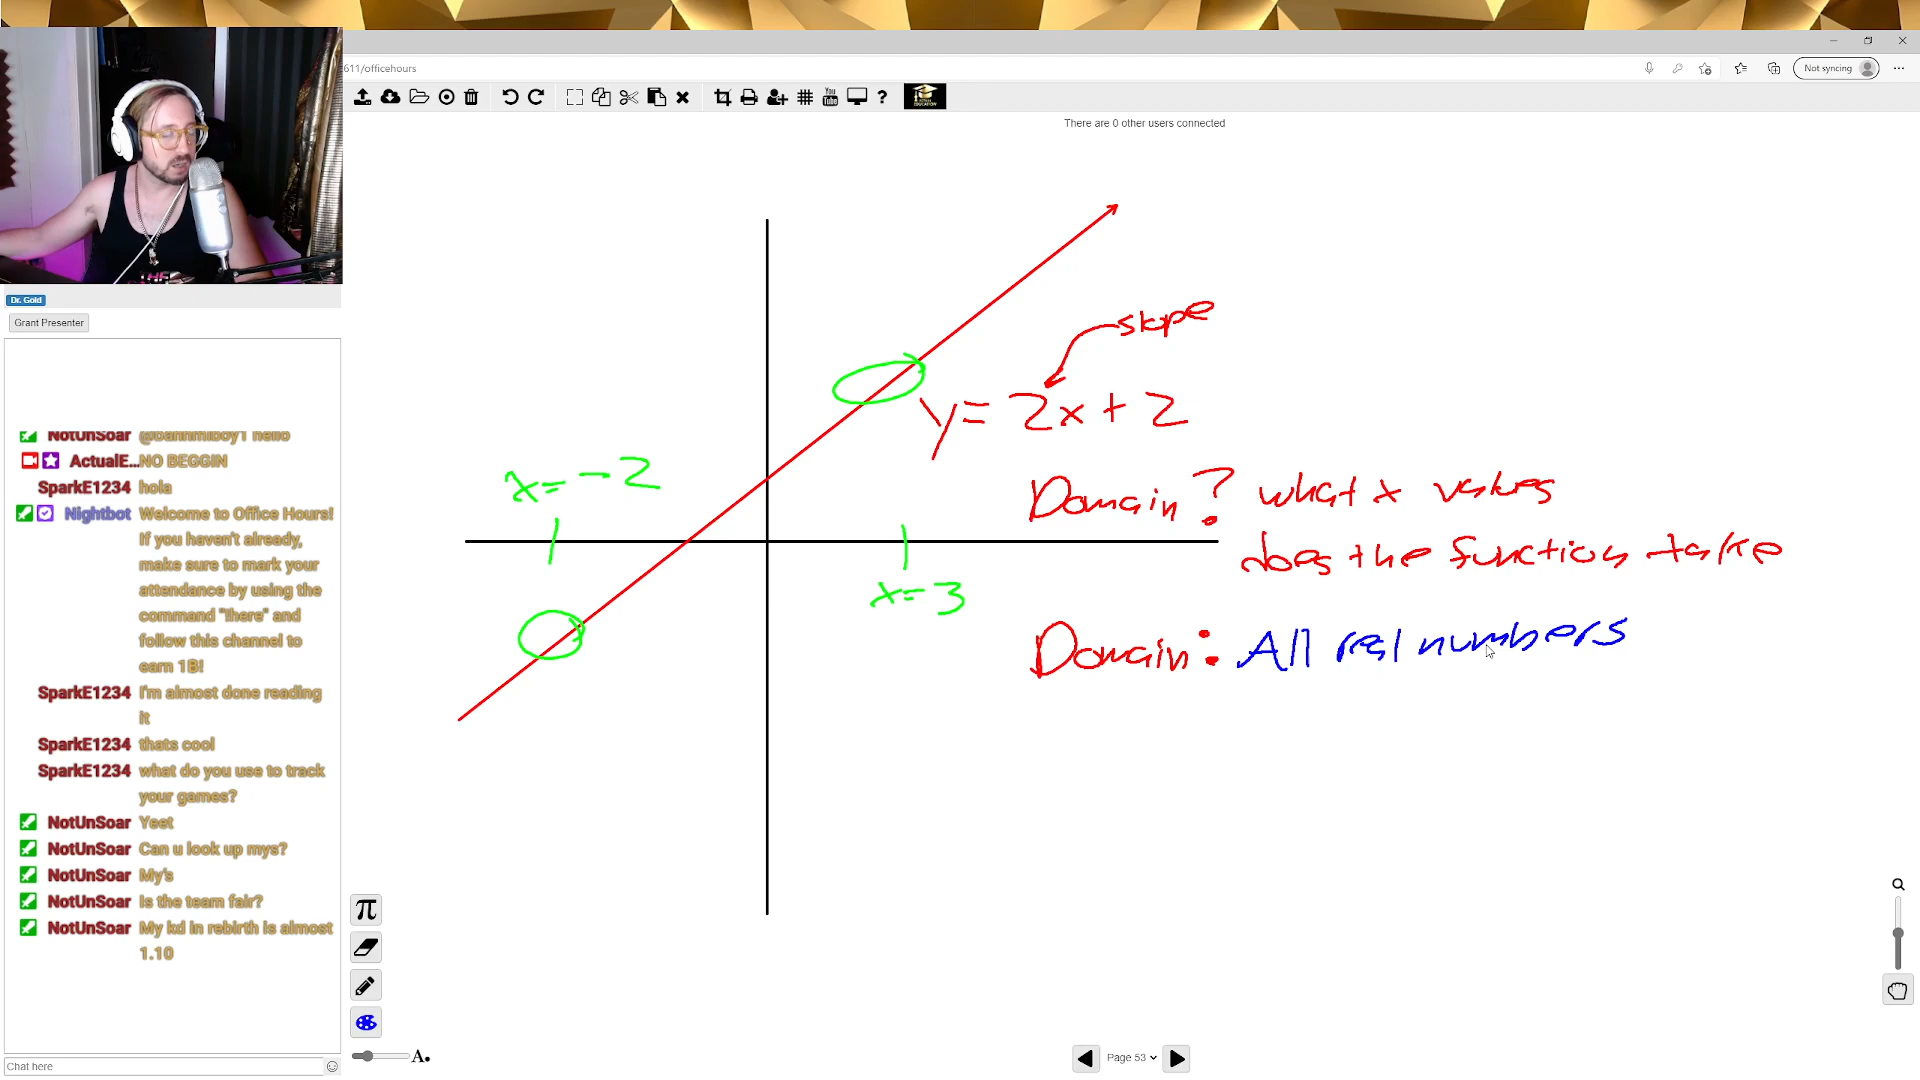 611/officehours
Not syncing
You
Tube
?
There are 0 other users connected
Dr. Gold
Grant Presenter
slope
y = 2x + 2
x = -2
x = 3
Domain? what x values
does the function take
Domain: All real numbers
NotUnSoar @bannmiboy1 hello
ActualE... NO BEGGIN
SparkE1234 hola
Nightbot Welcome to Office Hours!
If you haven't already,
make sure to mark your
attendance by using the
command "!here" and
follow this channel to
earn 1B!
SparkE1234 I'm almost done reading
it
SparkE1234 thats cool
SparkE1234 what do you use to track
your games?
NotUnSoar Yeet
NotUnSoar Can u look up mys?
NotUnSoar My's
NotUnSoar Is the team fair?
NotUnSoar My kd in rebirth is almost
1.10
π
A.
Page 53
Chat here